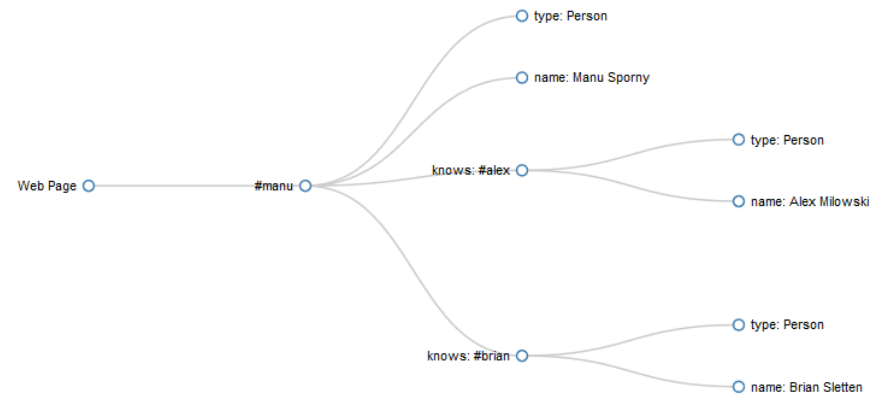 Web Page
#manu
type: Person
name: Manu Sporny
knows: #alex
type: Person
name: Alex Milowski
knows: #brian
type: Person
name: Brian Sletten